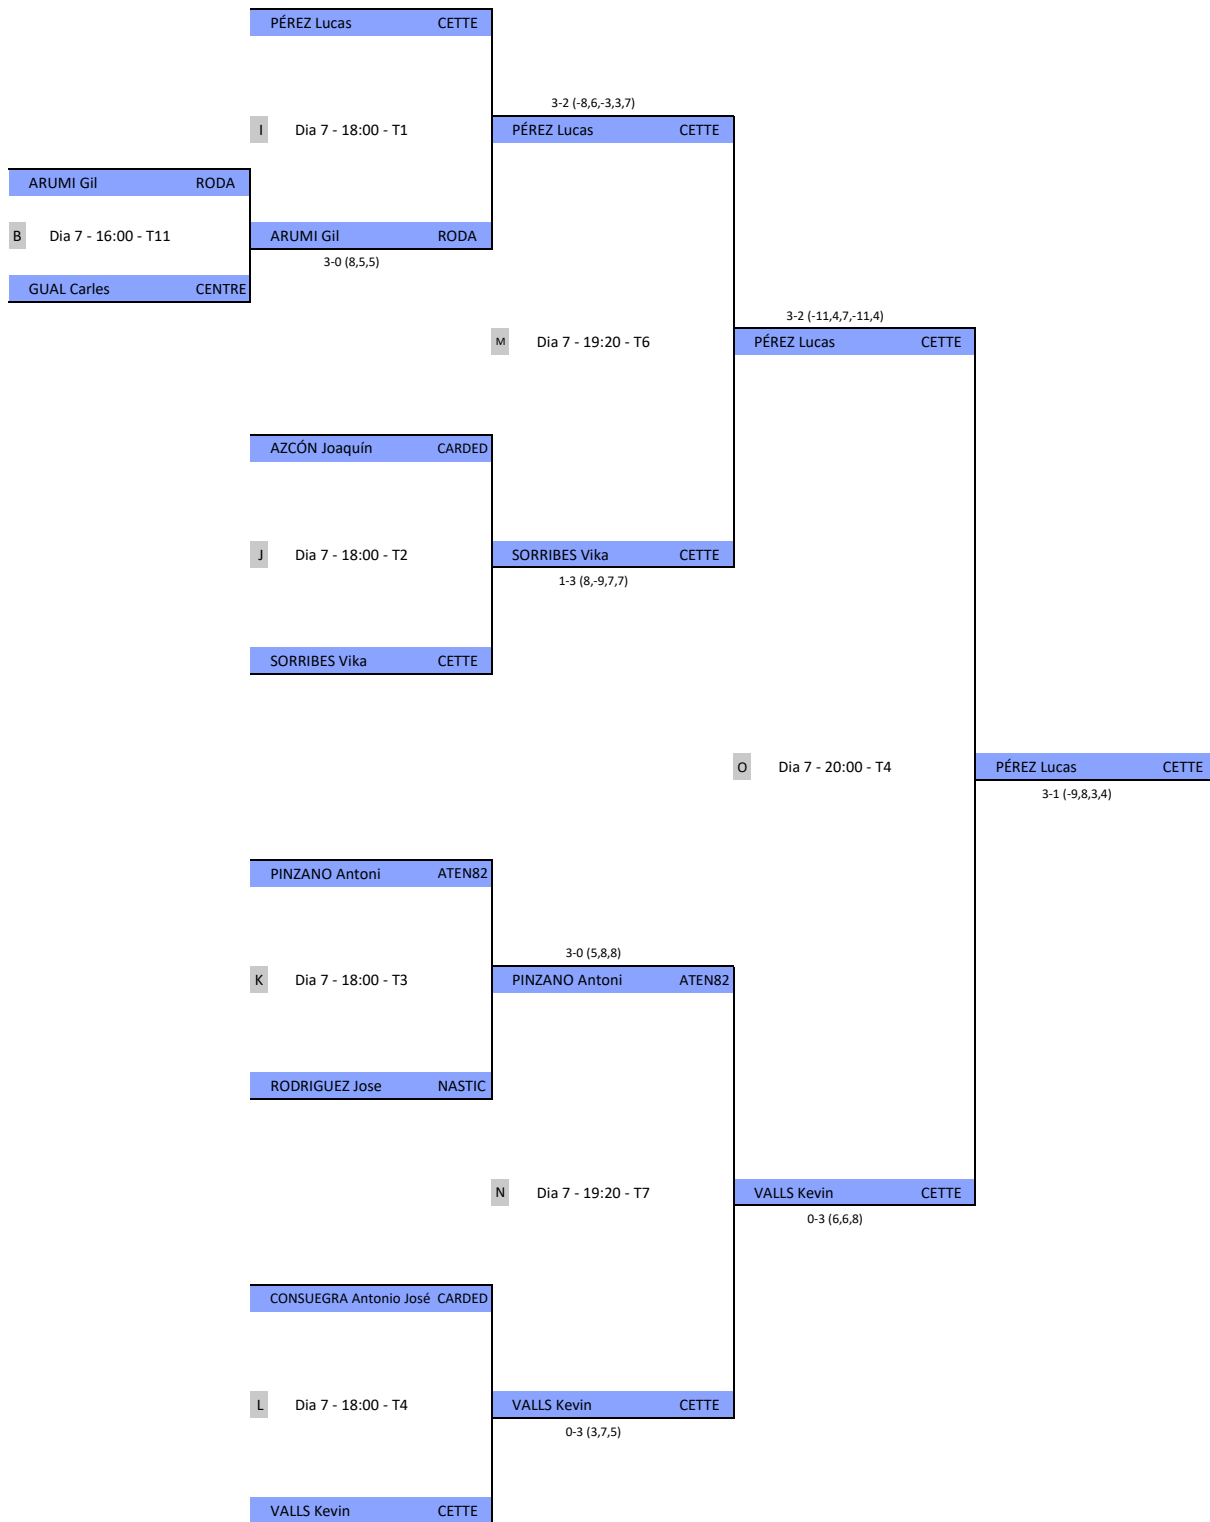 PÉREZ Lucas CETTE
3-2 (-8,6,-3,3,7)
I Dia 7 - 18:00 - T1 PÉREZ Lucas CETTE
ARUMI Gil RODA
B Dia 7 - 16:00 - T11 ARUMI Gil RODA
3-0 (8,5,5)
GUAL Carles CENTRE
3-2 (-11,4,7,-11,4)
M Dia 7 - 19:20 - T6 PÉREZ Lucas CETTE
AZCÓN Joaquín CARDED
J Dia 7 - 18:00 - T2 SORRIBES Vika CETTE
1-3 (8,-9,7,7)
SORRIBES Vika CETTE
O Dia 7 - 20:00 - T4 PÉREZ Lucas CETTE
3-1 (-9,8,3,4)
PINZANO Antoni ATEN82
3-0 (5,8,8)
K Dia 7 - 18:00 - T3 PINZANO Antoni ATEN82
RODRIGUEZ Jose NASTIC
N Dia 7 - 19:20 - T7 VALLS Kevin CETTE
0-3 (6,6,8)
CONSUEGRA Antonio José CARDED
L Dia 7 - 18:00 - T4 VALLS Kevin CETTE
0-3 (3,7,5)
VALLS Kevin CETTE